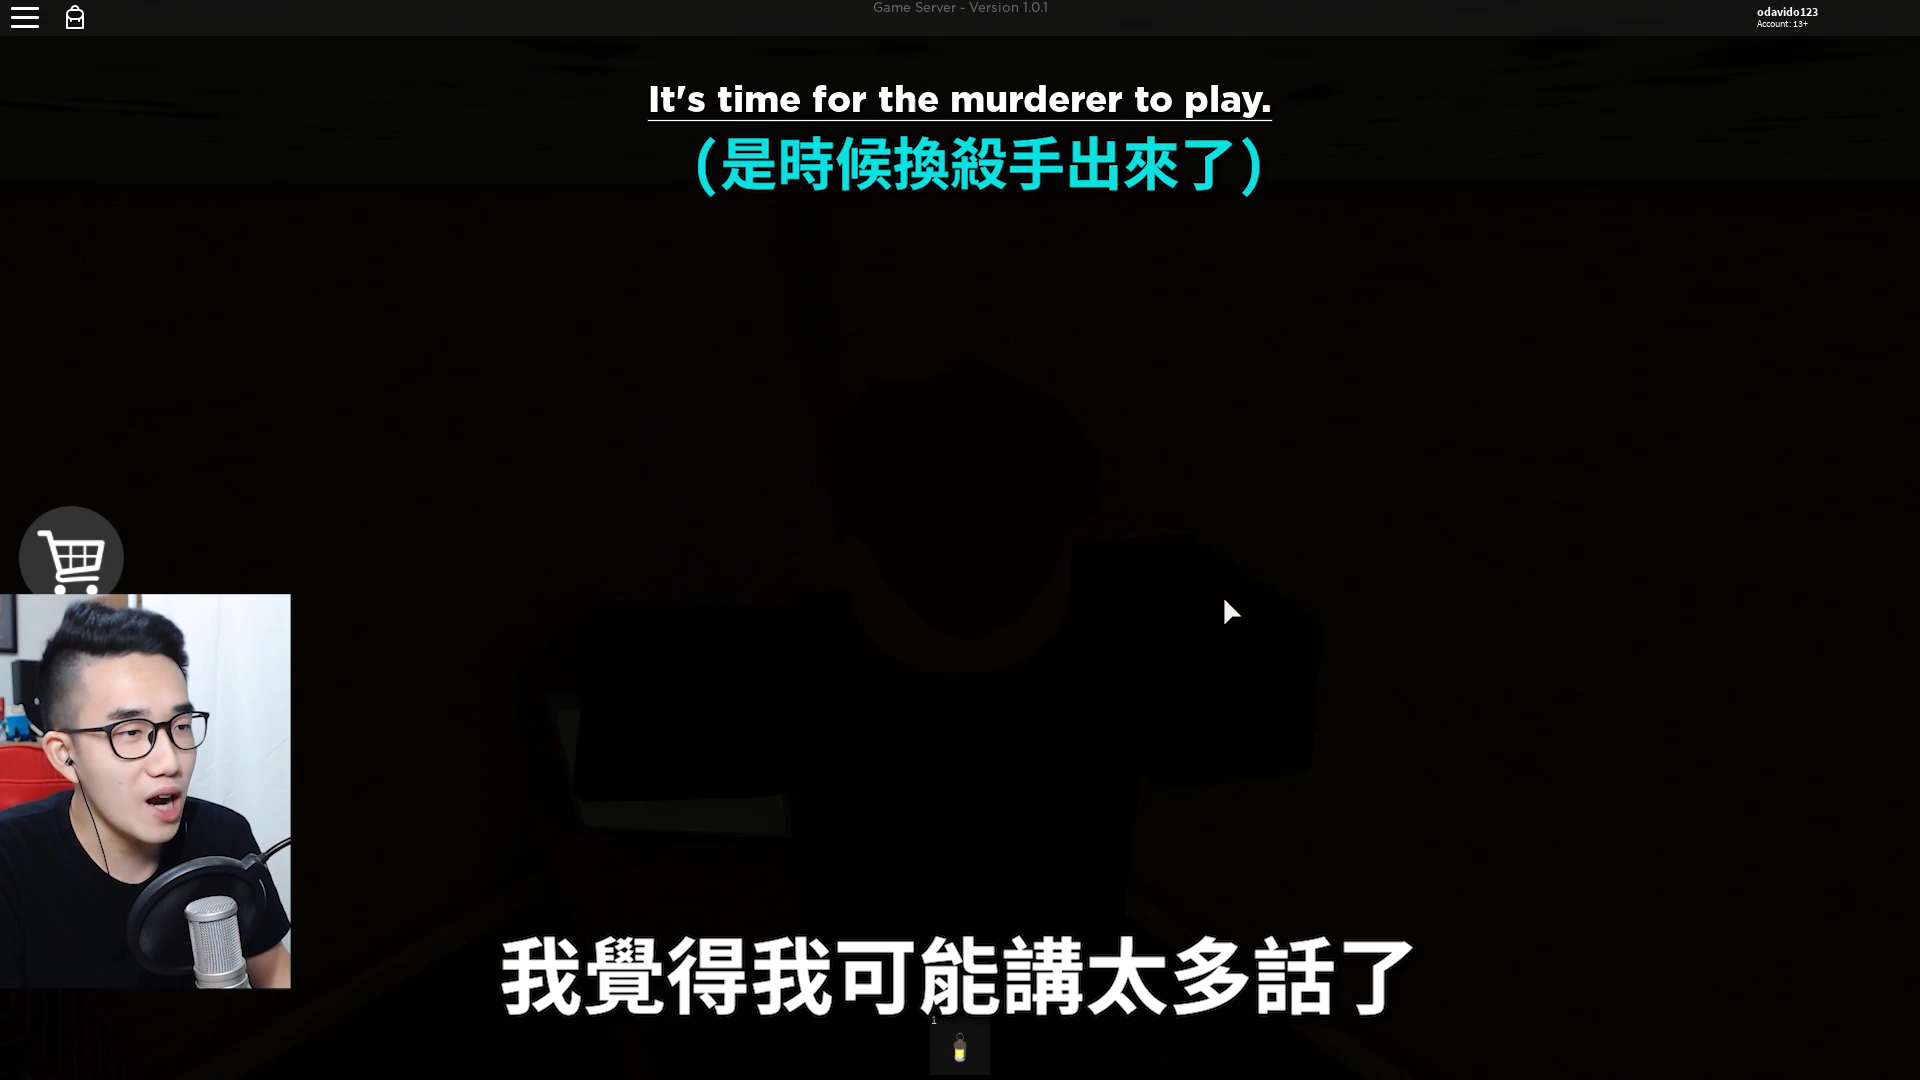 Game Server - Version 1.0.1
odavido123
Account: 13+
It's time for the murderer to play.
(是時候換殺手出來了)
我覺得我可能講太多話了
1